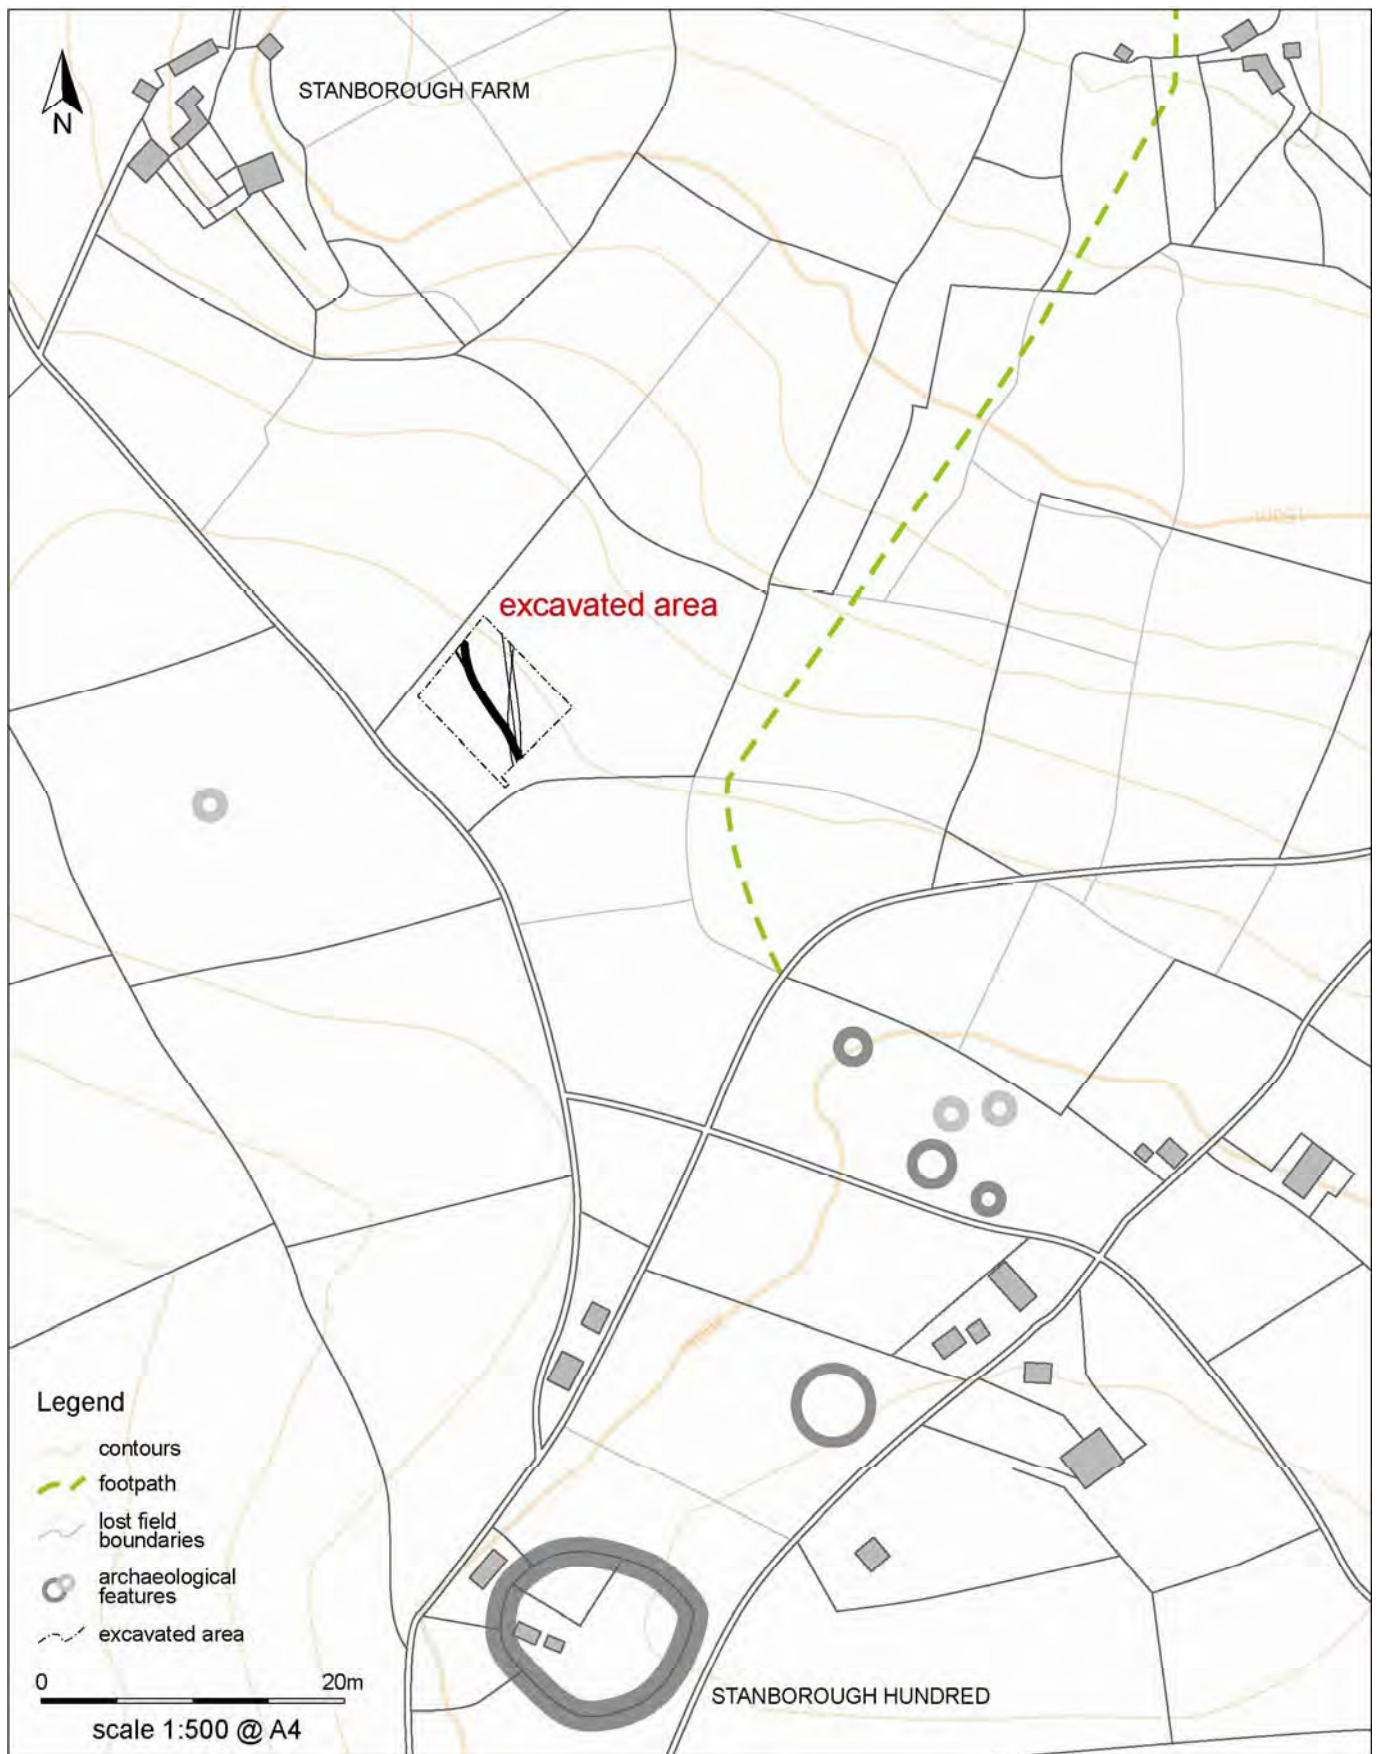 STANBOROUGH FARM
N
150m
excavated area
Legend
contours
footpath
lost field
boundaries
archaeological
features
excavated area
0 20m
scale 1:500 @ A4
STANBOROUGH HUNDRED